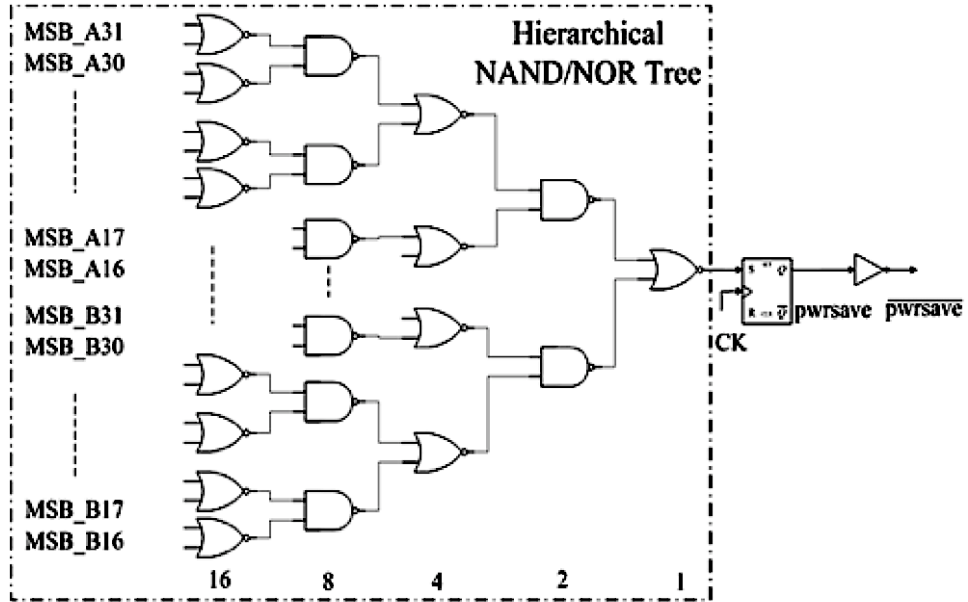 MSB_A31
MSB_A30
Hierarchical
NAND/NOR Tree
MSB_A17
MSB_A16
MSB_B31
MSB_B30
S Q
R Q
pwrsave
pwrsave
CK
MSB_B17
MSB_B16
16 8 4 2 1